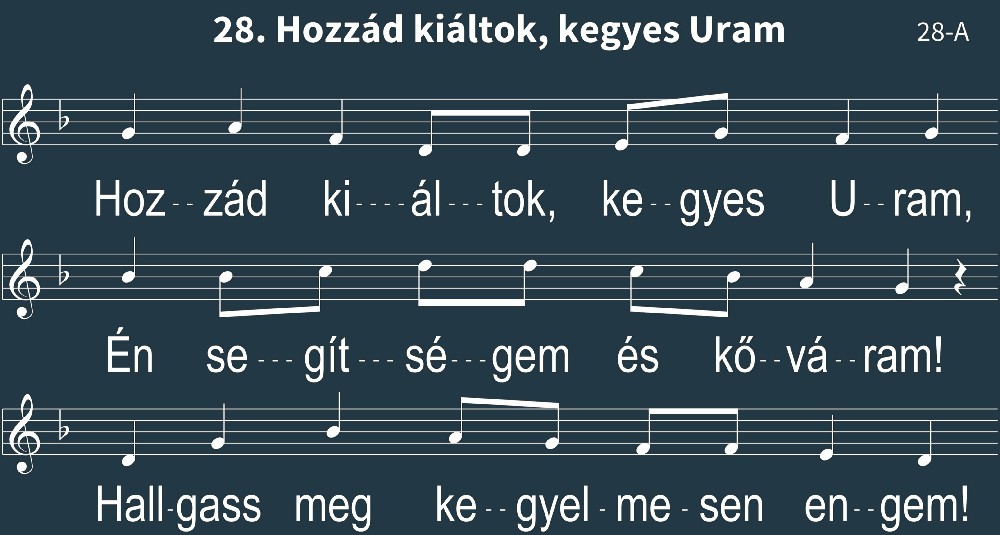 28. Hozzád kiáltok, kegyes Uram
28-A
Hoz--zád ki----ál---tok, ke--gyes U--ram,
Én se---gít---sé---gem és kő--vá--ram!
Hall-gass meg ke--gyel-me-sen en--gem!